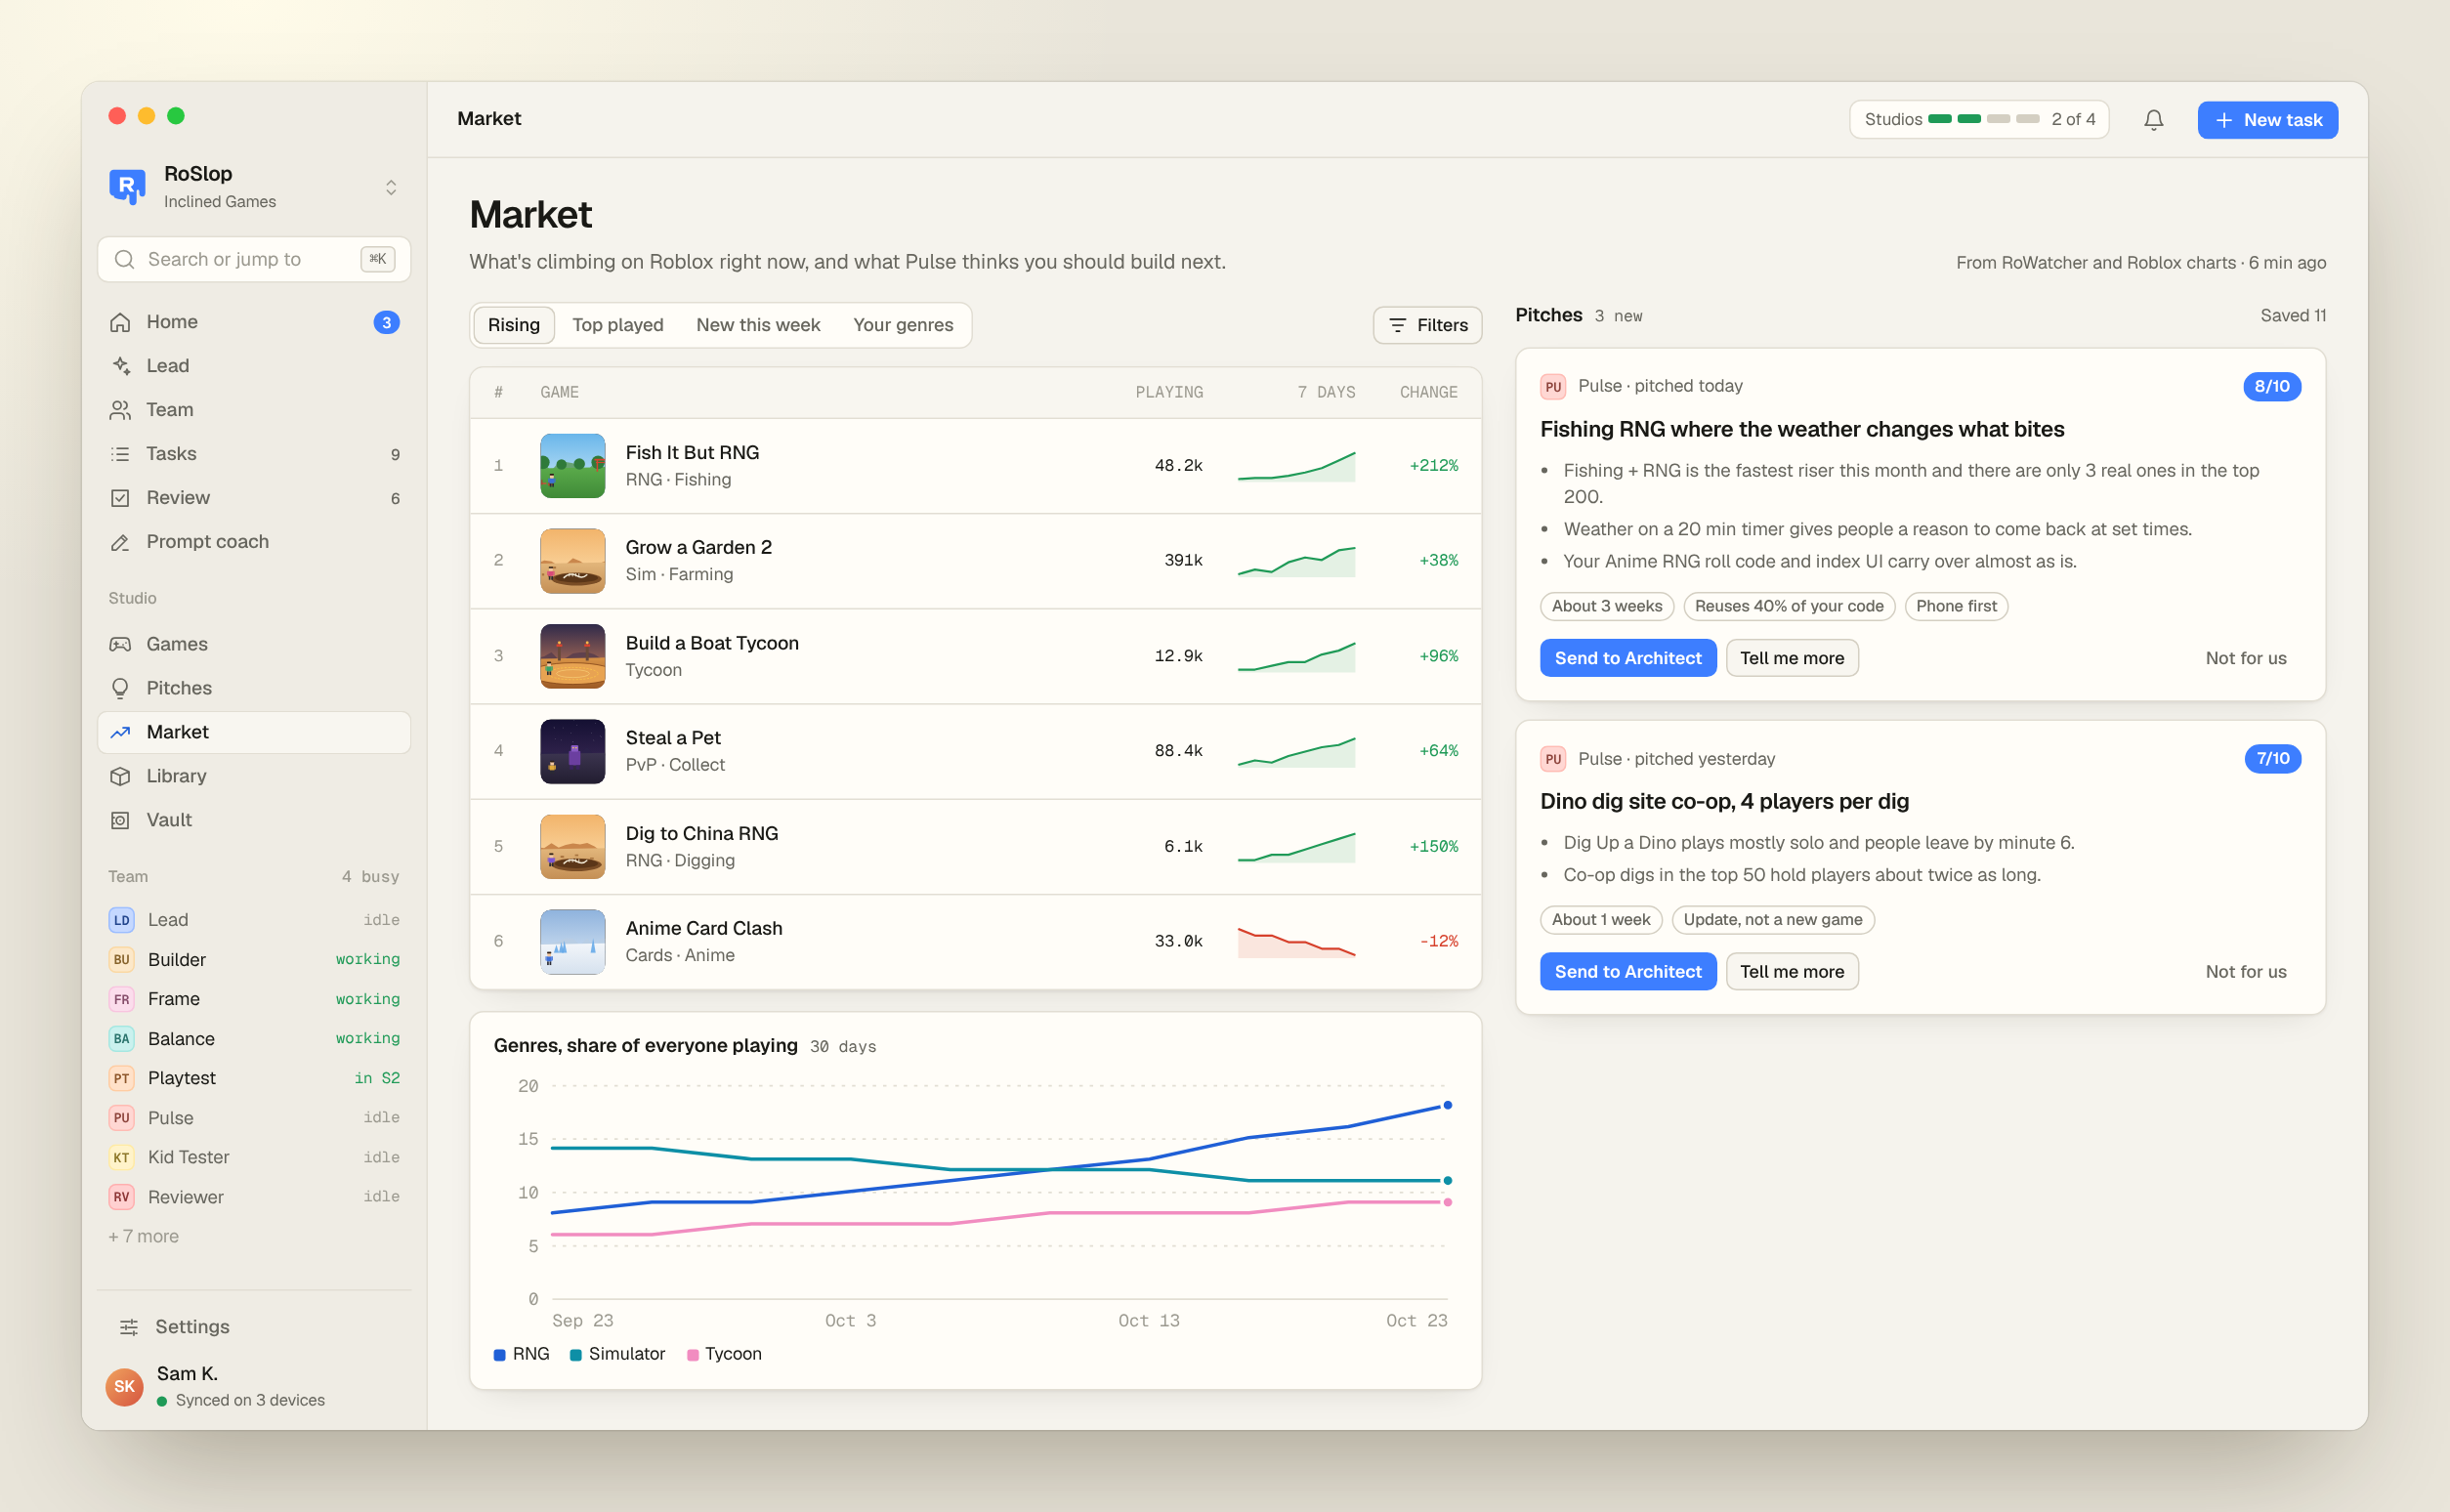 R
RoSlop
Inclined Games
Search or jump to ⌘K
Home 3
Lead
Team
Tasks 9
Review 6
Prompt coach
Studio
Games
Pitches
Market
Library
Vault
Team 4 busy
LD Lead idle
BU Builder working
FR Frame working
BA Balance working
PT Playtest in S2
PU Pulse idle
KT Kid Tester idle
RV Reviewer idle
+ 7 more
Settings
SK Sam K.
Synced on 3 devices
Market
Studios 2 of 4
+ New task
Market
What's climbing on Roblox right now, and what Pulse thinks you should build next.
From RoWatcher and Roblox charts · 6 min ago
Rising Top played New this week Your genres
Filters
# GAME PLAYING 7 DAYS CHANGE
1 Fish It But RNG 48.2k +212%
RNG · Fishing
2 Grow a Garden 2 391k +38%
Sim · Farming
3 Build a Boat Tycoon 12.9k +96%
Tycoon
4 Steal a Pet 88.4k +64%
PvP · Collect
5 Dig to China RNG 6.1k +150%
RNG · Digging
6 Anime Card Clash 33.0k -12%
Cards · Anime
Genres, share of everyone playing 30 days
20
15
10
5
0
Sep 23 Oct 3 Oct 13 Oct 23
RNG Simulator Tycoon
Pitches 3 new Saved 11
PU Pulse · pitched today 8/10
Fishing RNG where the weather changes what bites
• Fishing + RNG is the fastest riser this month and there are only 3 real ones in the top
200.
• Weather on a 20 min timer gives people a reason to come back at set times.
• Your Anime RNG roll code and index UI carry over almost as is.
About 3 weeks Reuses 40% of your code Phone first
Send to Architect Tell me more Not for us
PU Pulse · pitched yesterday 7/10
Dino dig site co-op, 4 players per dig
• Dig Up a Dino plays mostly solo and people leave by minute 6.
• Co-op digs in the top 50 hold players about twice as long.
About 1 week Update, not a new game
Send to Architect Tell me more Not for us